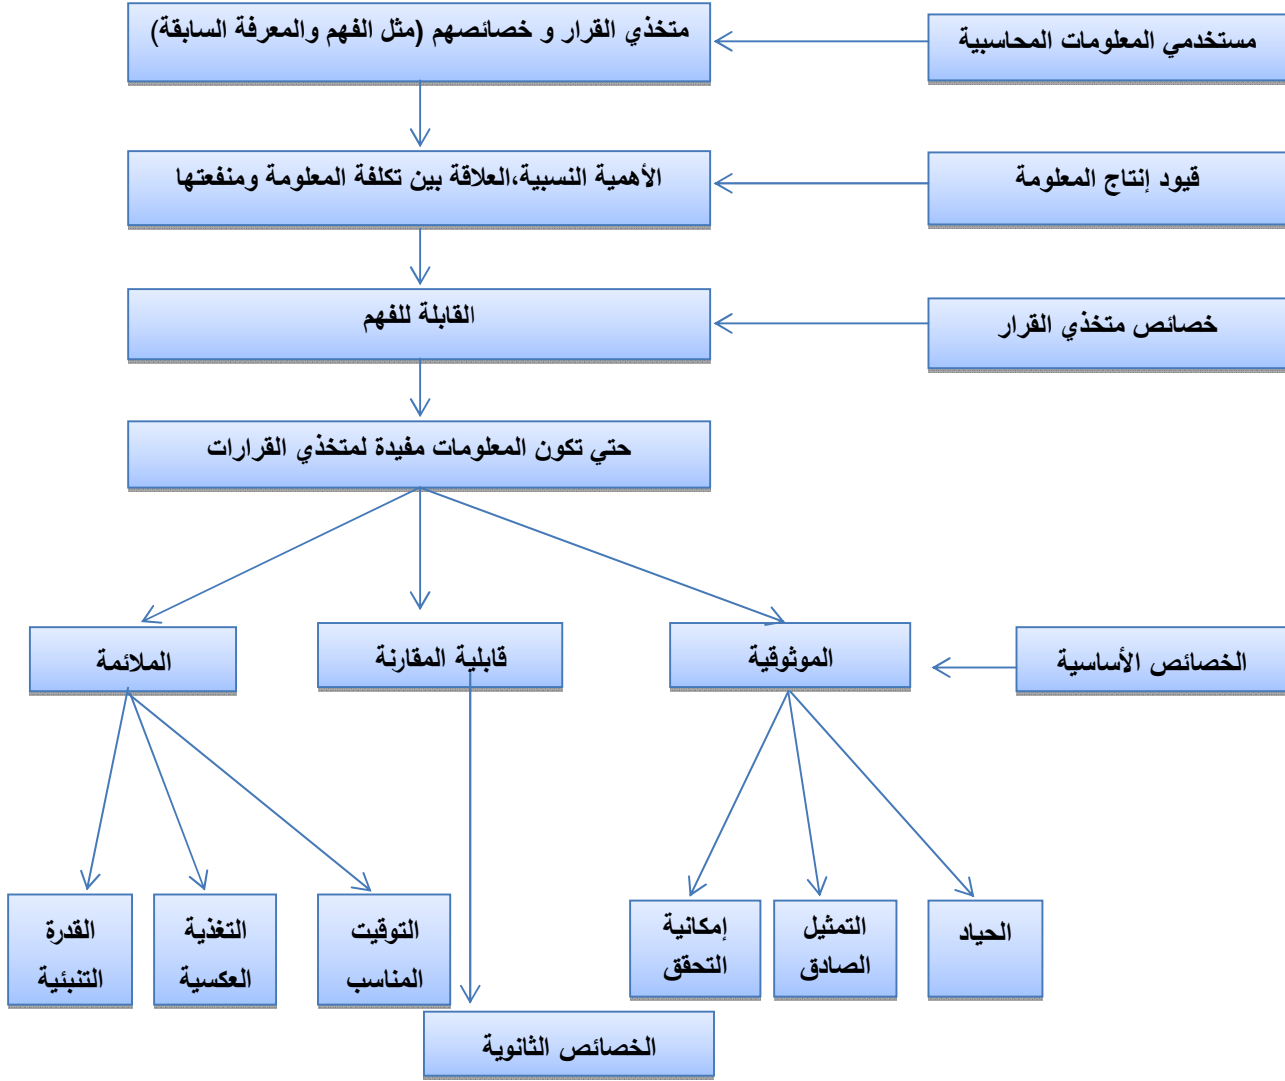 مستخدمي المعلومات المحاسبية
متخذي القرار و خصائصهم (مثل الفهم والمعرفة السابقة)
قيود إنتاج المعلومة
الأهمية النسبية،العلاقة بين تكلفة المعلومة ومنفعتها
خصائص متخذي القرار
القابلة للفهم
حتي تكون المعلومات مفيدة لمتخذي القرارات
الخصائص الأساسية
الموثوقية
قابلية المقارنة
الملائمة
الحياد
التمثيل
الصادق
إمكانية
التحقق
التوقيت
المناسب
التغذية
العكسية
القدرة
التنبئية
الخصائص الثانوية